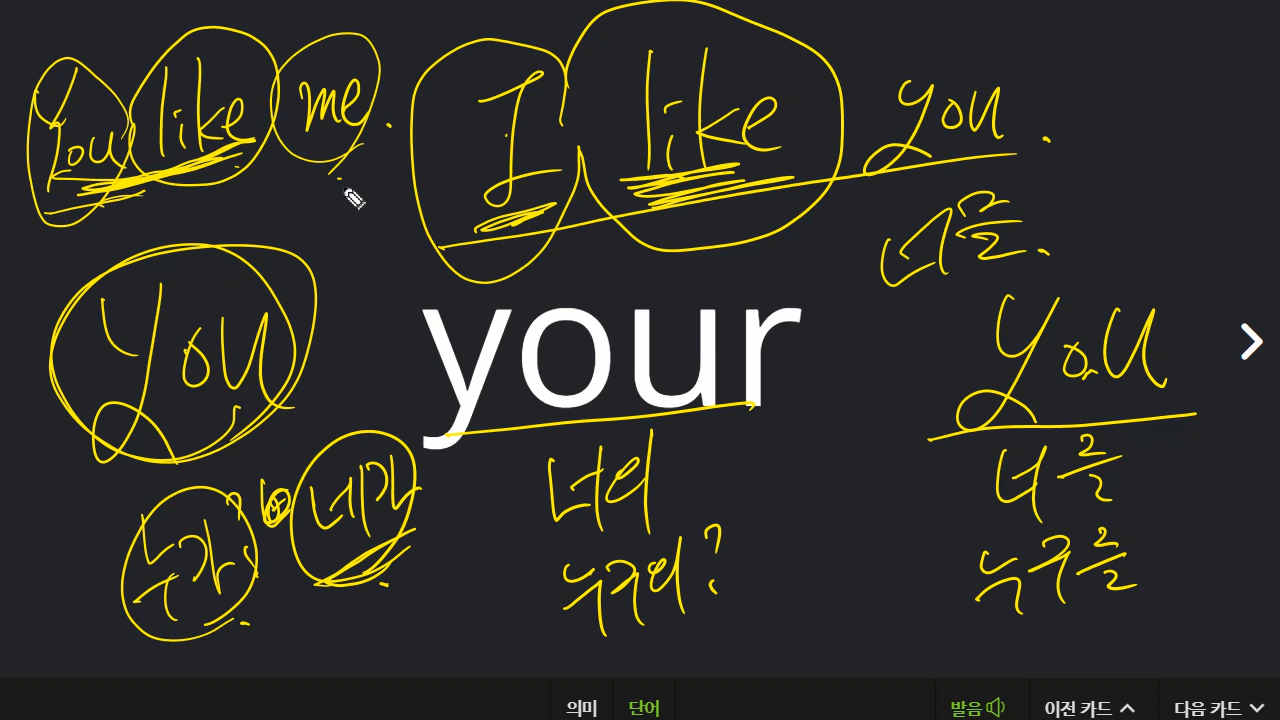 You like me. I like you.
너를.
You your you
너의 너를
누가? 네가
누구의? 누구를
의미 단어 발음 이전 카드 다음 카드